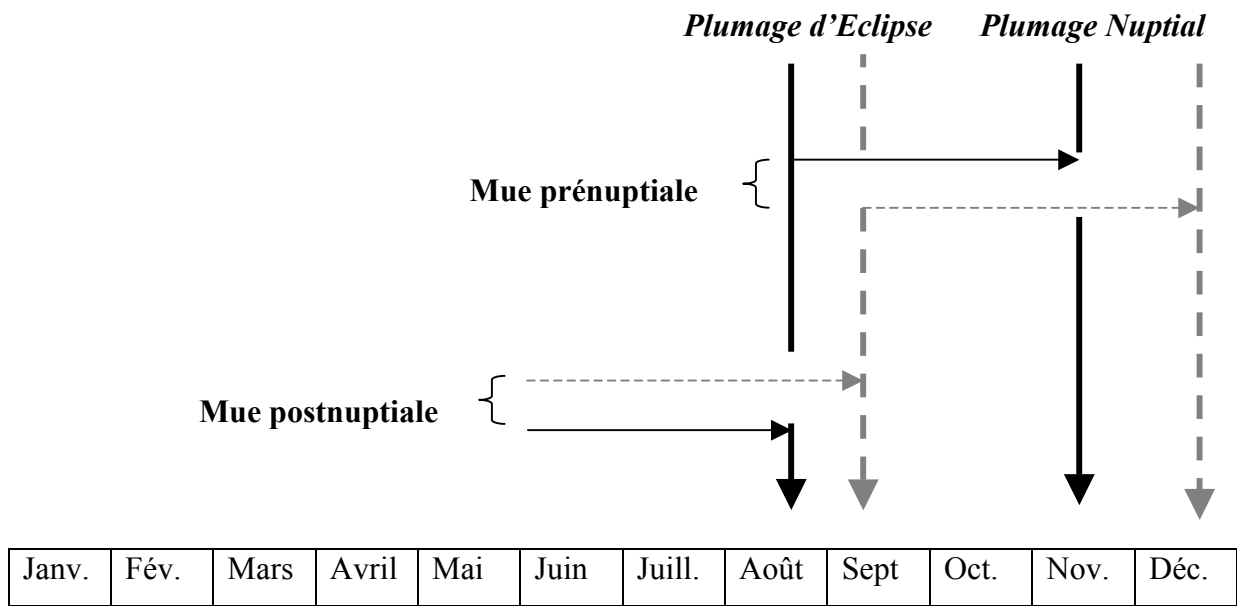 Plumage d’Eclipse Plumage Nuptial
Mue prénuptiale
Mue postnuptiale
Janv. Fév. Mars Avril Mai Juin Juill. Août Sept Oct. Nov. Déc.